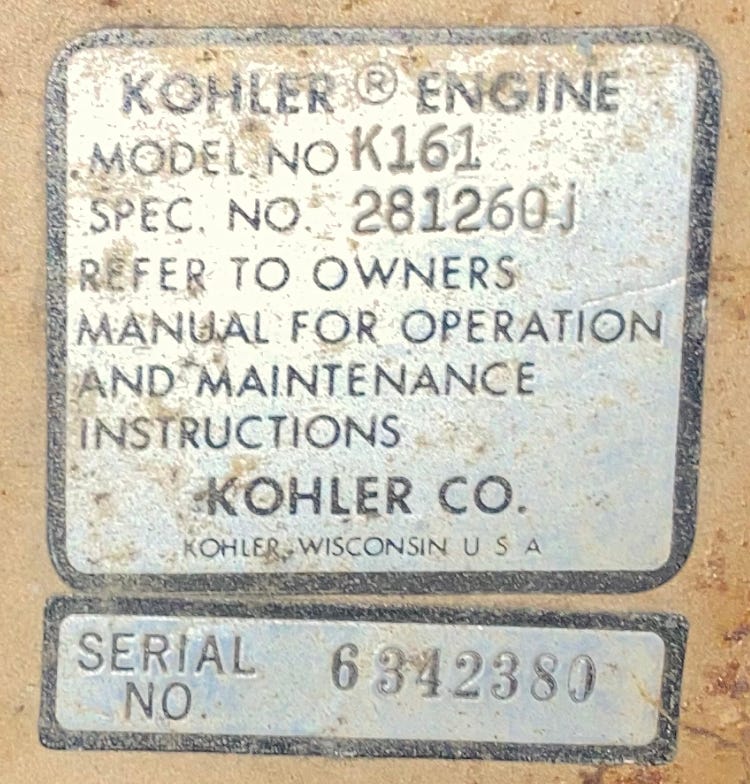 KOHLER ® ENGINE
MODEL NO K161
SPEC. NO. 281260J
REFER TO OWNERS
MANUAL FOR OPERATION
AND MAINTENANCE
INSTRUCTIONS
KOHLER CO.
KOHLER, WISCONSIN U S A
SERIAL NO. 6342380